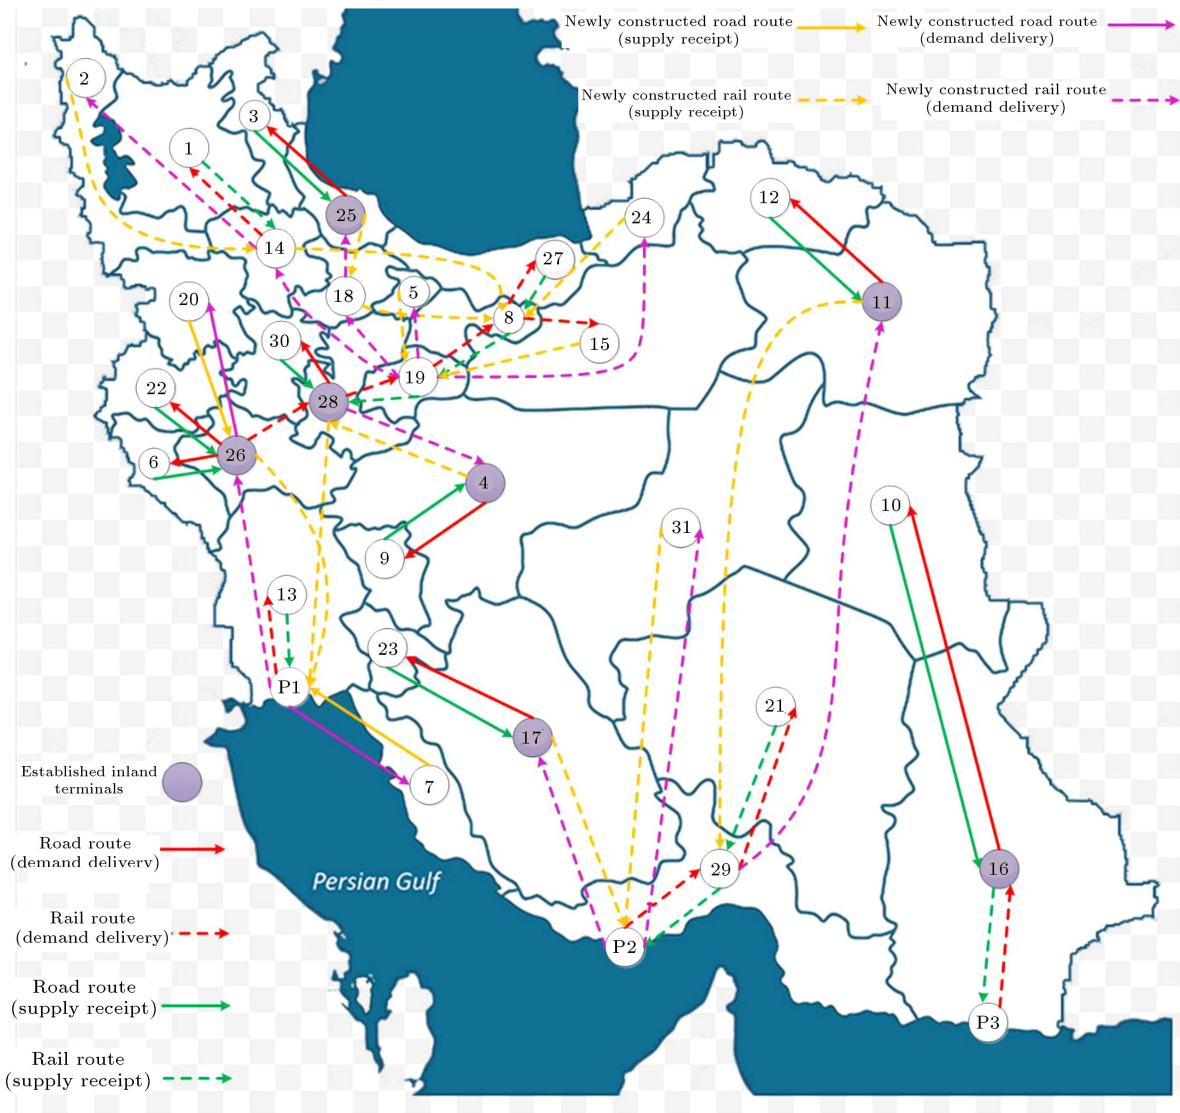 Newly constructed road route
(supply receipt)
Newly constructed road route
(demand delivery)
Newly constructed rail route
(supply receipt)
Newly constructed rail route
(demand delivery)
2
3
1
12
25
24
14
27
20
18
5
11
8
30
15
19
22
28
26
6
4
10
31
9
13
23
P1
21
17
Established inland
terminals
7
Road route
(demand deliverv)
29
16
Persian Gulf
Rail route
(demand delivery)
P2
Road route
(supply receipt)
P3
Rail route
(supply receipt)